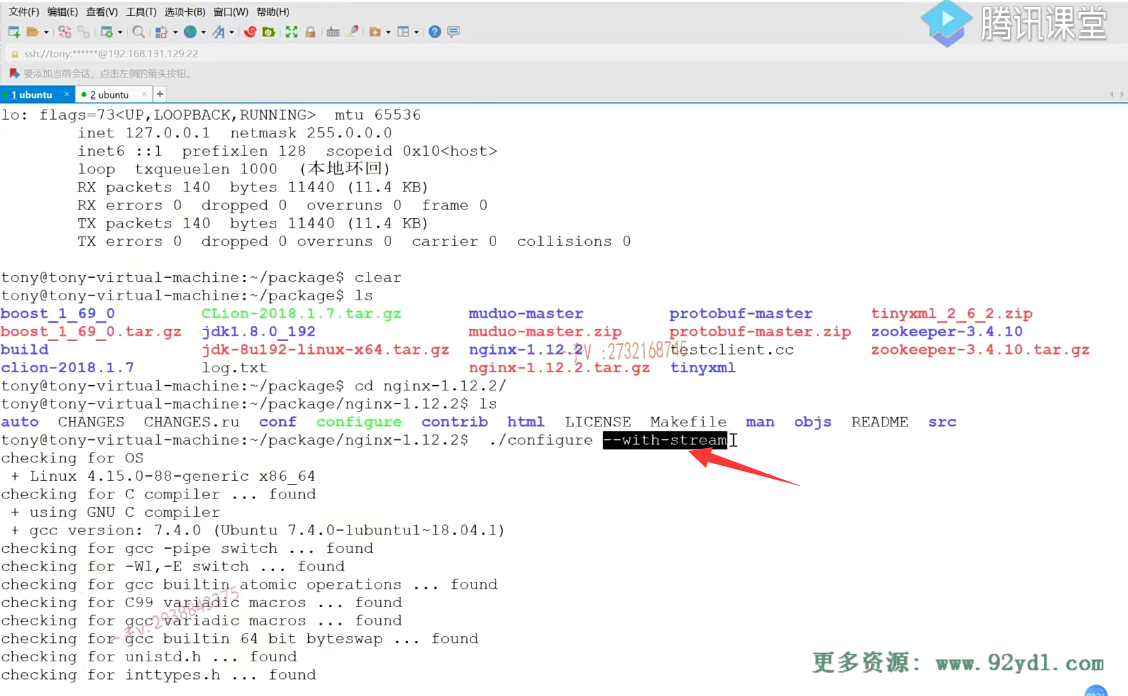 文件(F) 编辑(E) 查看(V) 工具(T) 选项卡(B) 窗口(W) 帮助(H)
腾讯课堂
ssh://tony:******@192.168.131.129:22
要添加当前会话，点击左侧的箭头按钮。
1 ubuntu × 2 ubuntu × +
lo: flags=73<UP,LOOPBACK,RUNNING>  mtu 65536
inet 127.0.0.1  netmask 255.0.0.0
inet6 ::1  prefixlen 128  scopeid 0x10<host>
loop  txqueuelen 1000  (本地环回)
RX packets 140  bytes 11440 (11.4 KB)
RX errors 0  dropped 0  overruns 0  frame 0
TX packets 140  bytes 11440 (11.4 KB)
TX errors 0  dropped 0 overruns 0  carrier 0  collisions 0
tony@tony-virtual-machine:~/package$ clear
tony@tony-virtual-machine:~/package$ ls
boost_1_69_0 CLion-2018.1.7.tar.gz muduo-master protobuf-master tinyxml_2_6_2.zip
boost_1_69_0.tar.gz jdk1.8.0_192 muduo-master.zip protobuf-master.zip zookeeper-3.4.10
build jdk-8u192-linux-x64.tar.gz nginx-1.12.2 testclient.cc zookeeper-3.4.10.tar.gz
clion-2018.1.7 log.txt nginx-1.12.2.tar.gz tinyxml
tony@tony-virtual-machine:~/package$ cd nginx-1.12.2/
tony@tony-virtual-machine:~/package/nginx-1.12.2$ ls
auto CHANGES CHANGES.ru conf configure contrib html LICENSE Makefile man objs README src
tony@tony-virtual-machine:~/package/nginx-1.12.2$ ./configure --with-stream
checking for OS
+ Linux 4.15.0-88-generic x86_64
checking for C compiler ... found
+ using GNU C compiler
+ gcc version: 7.4.0 (Ubuntu 7.4.0-1ubuntu1~18.04.1)
checking for gcc -pipe switch ... found
checking for -Wl,-E switch ... found
checking for gcc builtin atomic operations ... found
checking for C99 variadic macros ... found
checking for gcc variadic macros ... found
checking for gcc builtin 64 bit byteswap ... found
checking for unistd.h ... found
checking for inttypes.h ... found
更多资源: www.92ydl.com